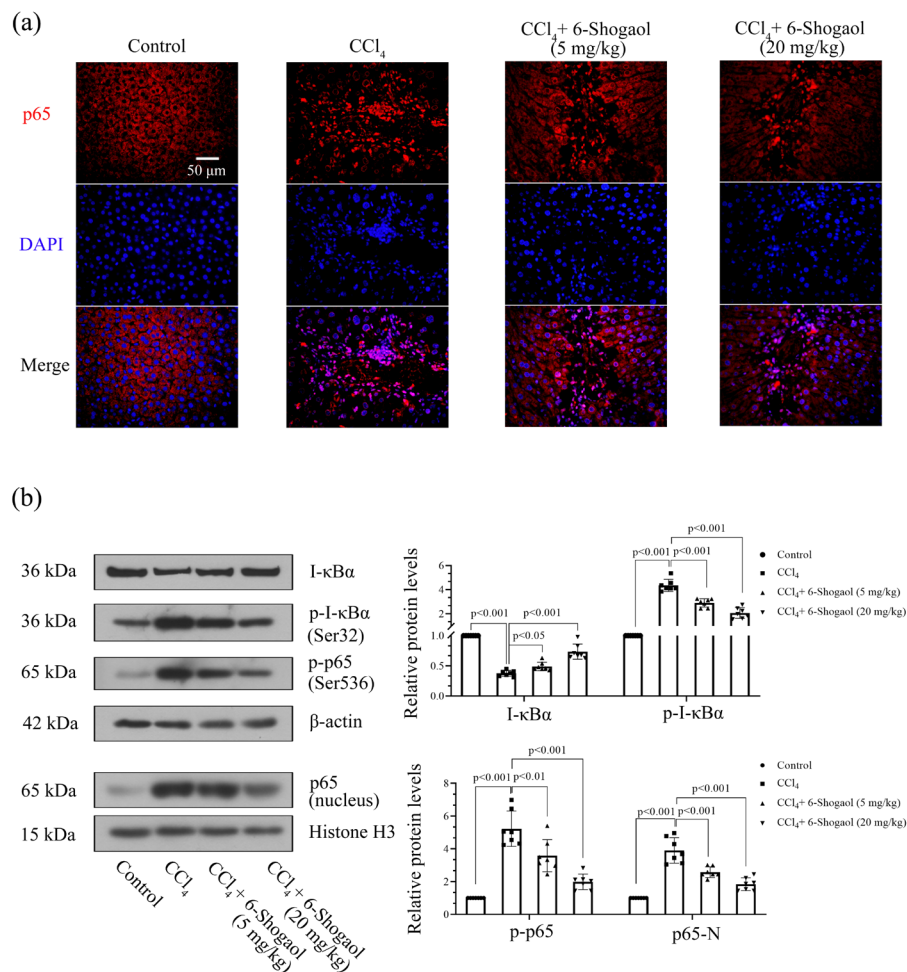 (a)
Control
CCl₄
CCl₄+ 6-Shogaol
(5 mg/kg)
CCl₄+ 6-Shogaol
(20 mg/kg)
p65
50 μm
DAPI
Merge
(b)
36 kDa
I-κBα
36 kDa
p-I-κBα
(Ser32)
65 kDa
p-p65
(Ser536)
42 kDa
β-actin
65 kDa
p65
(nucleus)
15 kDa
Histone H3
Control
CCl₄
CCl₄+ 6-Shogaol
(5 mg/kg)
CCl₄+ 6-Shogaol
(20 mg/kg)
Relative protein levels
8
6
4
2
1.0
0.5
0.0
p<0.001
p<0.05
p<0.001
p<0.001
p<0.001
p<0.001
I-κBα
p-I-κBα
Control
CCl₄
CCl₄+ 6-Shogaol (5 mg/kg)
CCl₄+ 6-Shogaol (20 mg/kg)
Relative protein levels
8
6
4
2
0
p<0.001
p<0.01
p<0.001
p<0.001
p<0.001
p<0.001
p-p65
p65-N
Control
CCl₄
CCl₄+ 6-Shogaol (5 mg/kg)
CCl₄+ 6-Shogaol (20 mg/kg)